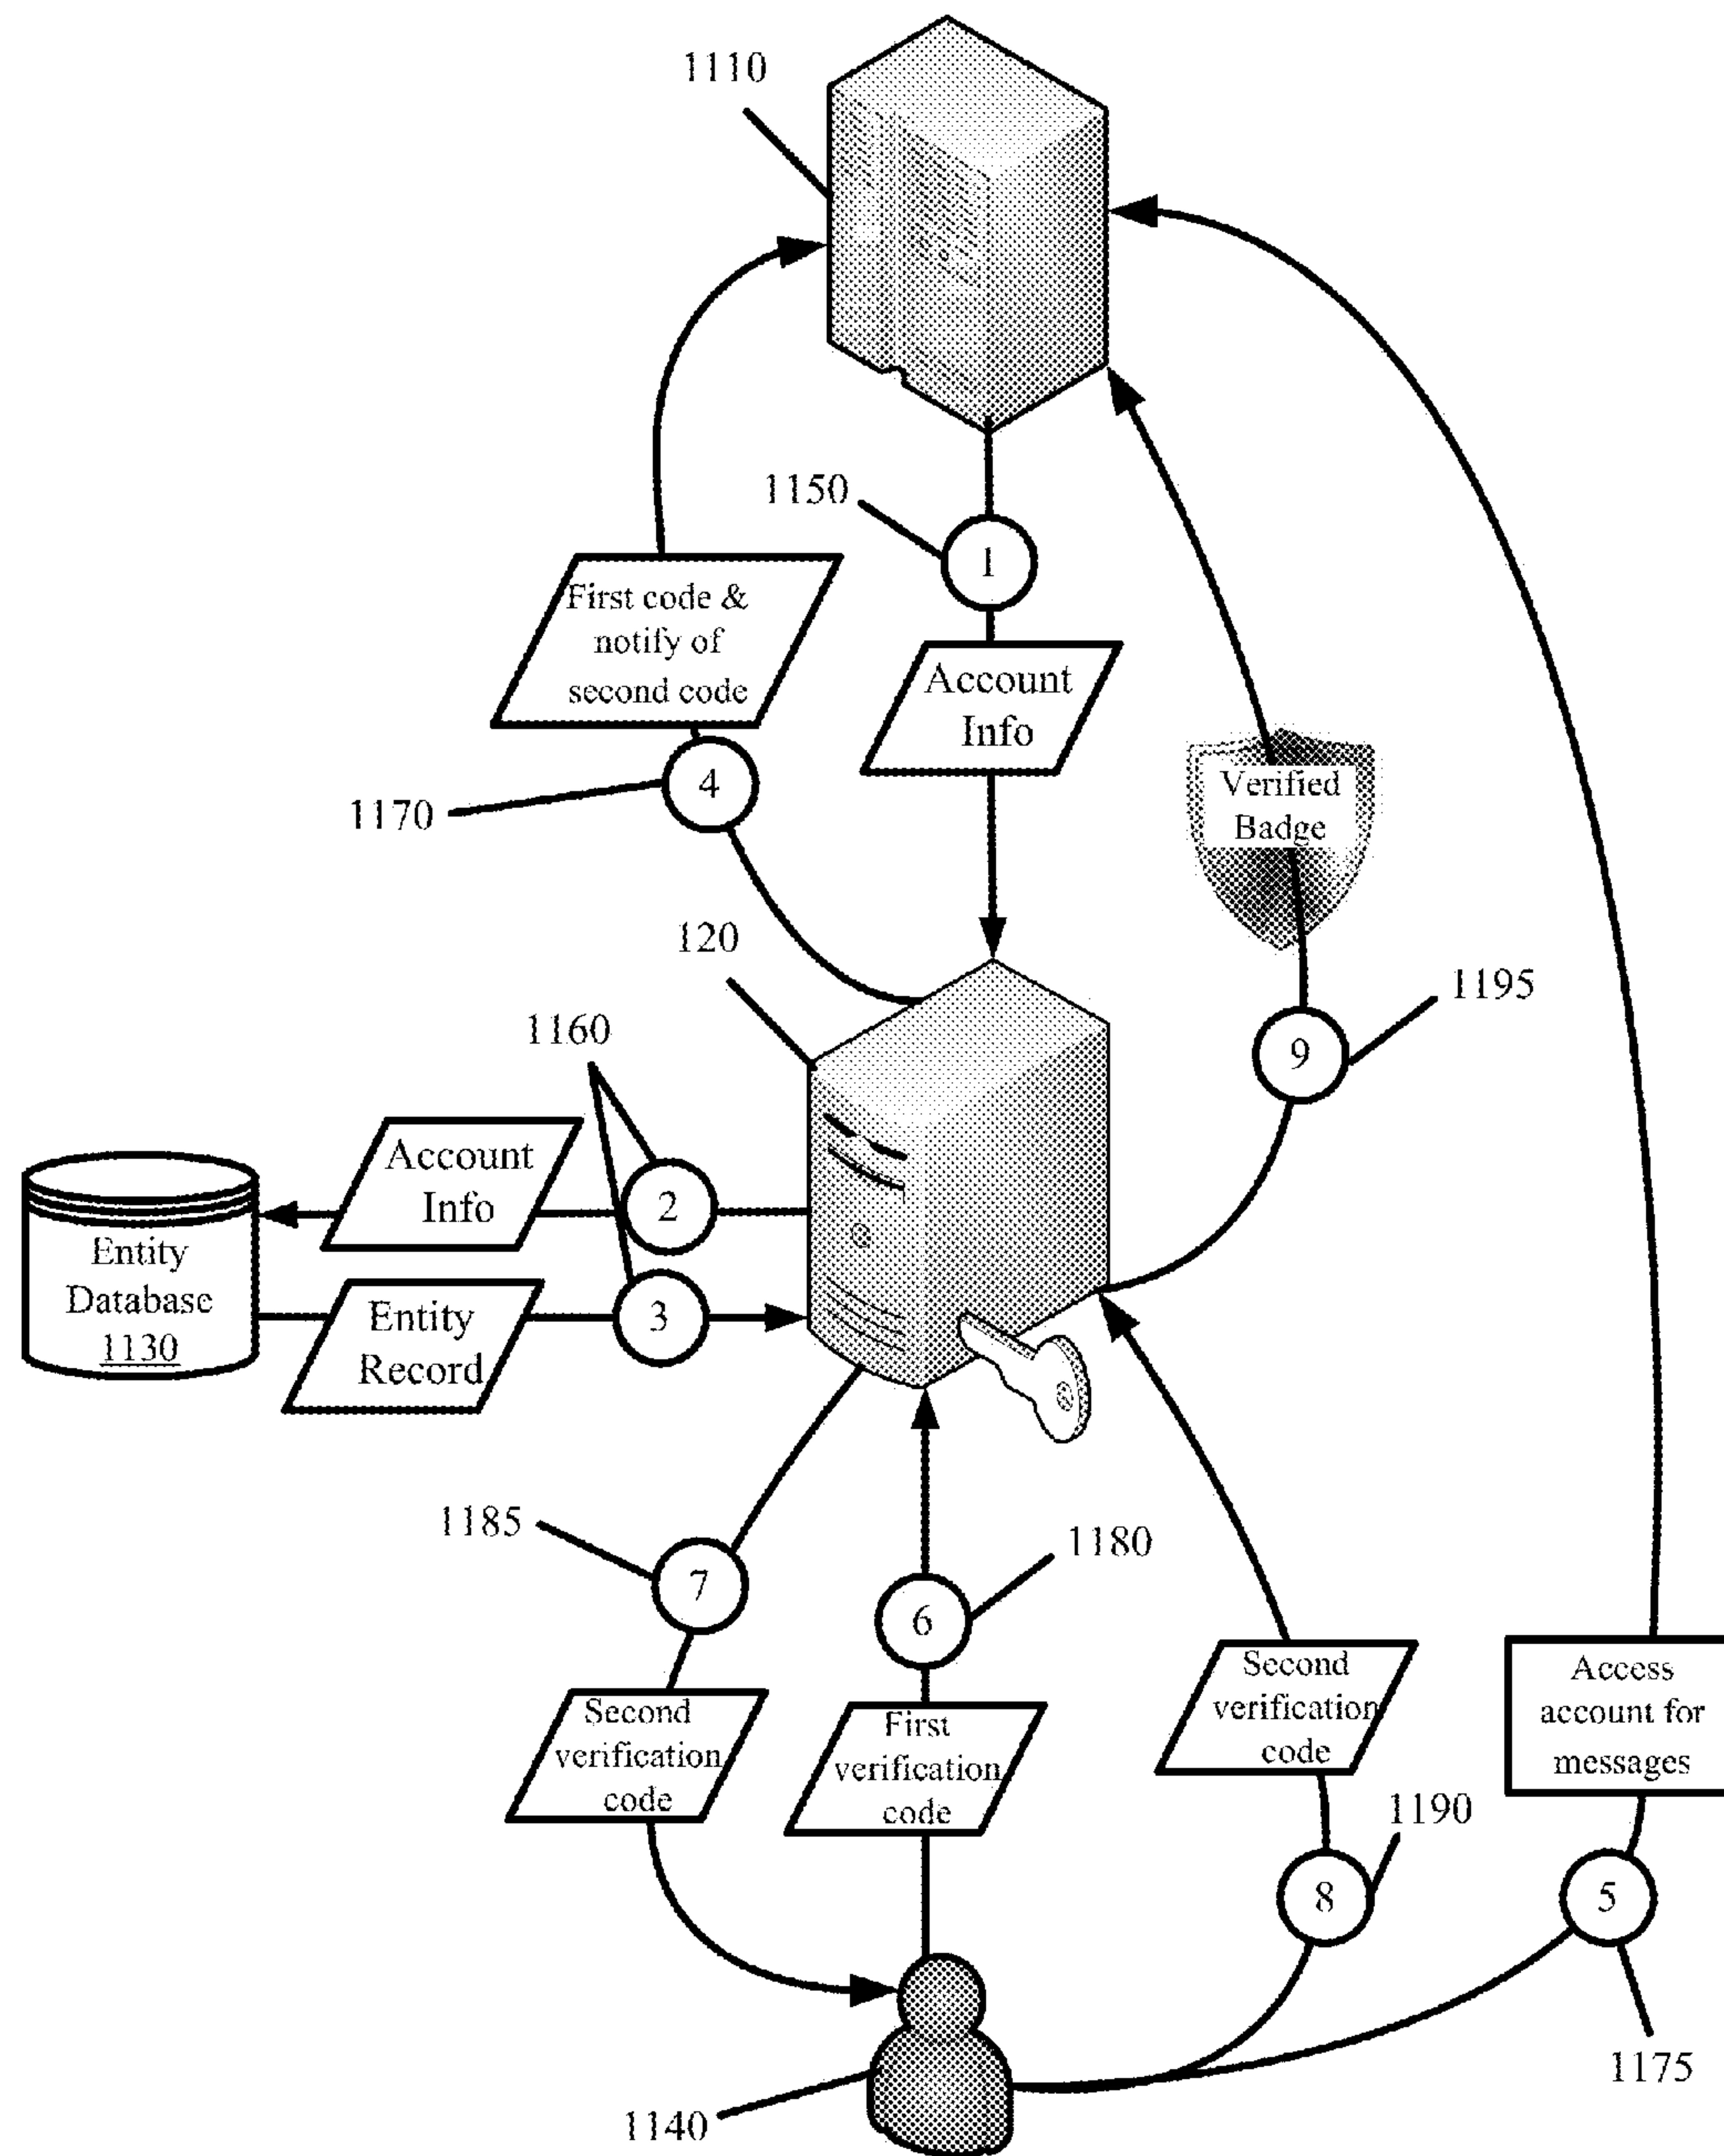 1110
1150
1
First code &
notify of
second code
Account
Info
4
1170
Verified
Badge
120
1195
9
1160
Account
Info
2
Entity
Database
1130
Entity
Record
3
1185
7
1180
6
Second
verification
code
First
verification
code
Second
verification
code
Access
account for
messages
1190
8
5
1175
1140